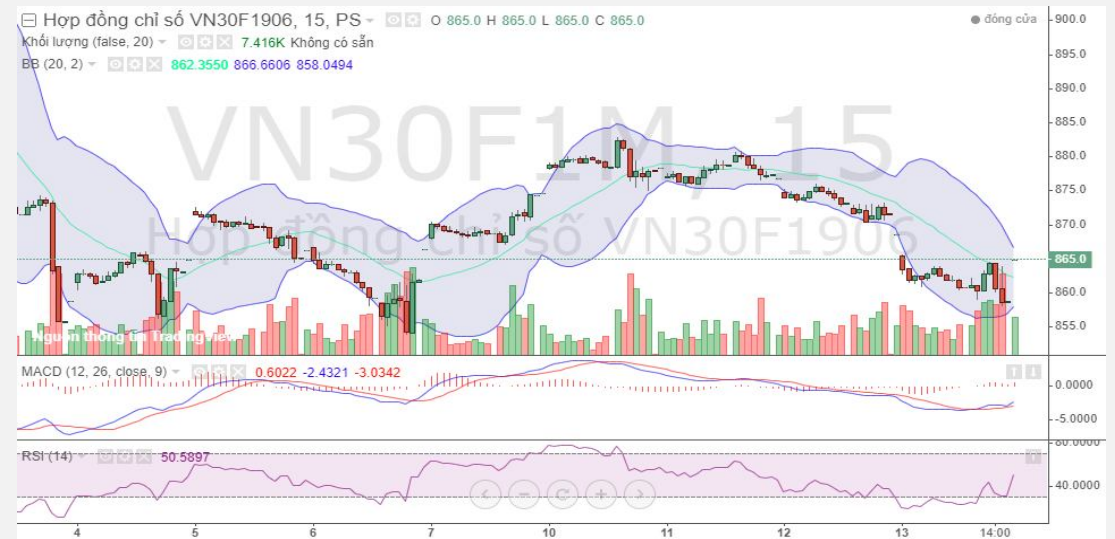 Hợp đồng chỉ số VN30F1906, 15, PS O 865.0 H 865.0 L 865.0 C 865.0
đóng cửa
Khối lượng (false, 20) 7.416K Không có sẵn
BB (20, 2) 862.3550 866.6606 858.0494
VN30F1M, 15
Hợp đồng chỉ số VN30F1906
900.0
895.0
890.0
885.0
880.0
875.0
870.0
865.0
860.0
855.0
Nguồn thông tin TradingView
MACD (12, 26, close, 9) 0.6022 -2.4321 -3.0342
0.0000
-5.0000
RSI (14) 50.5897
80.0000
40.0000
4 5 6 7 10 11 12 13 14:00